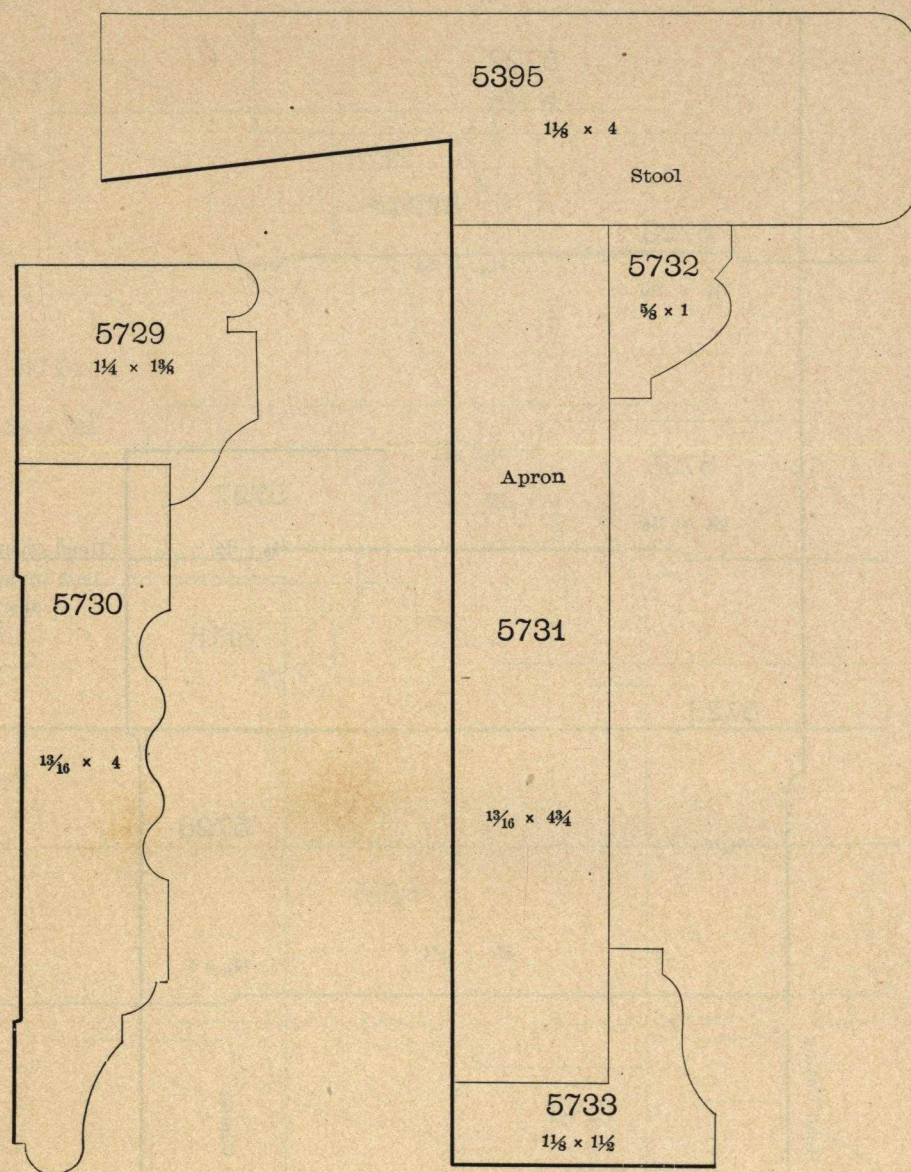 5395
1⅛ × 4
Stool
5732
⅝ × 1
5729
1¼ × 1⅜
Apron
5730
5731
13/16 × 4
13/16 × 4¾
5733
1⅛ × 1½